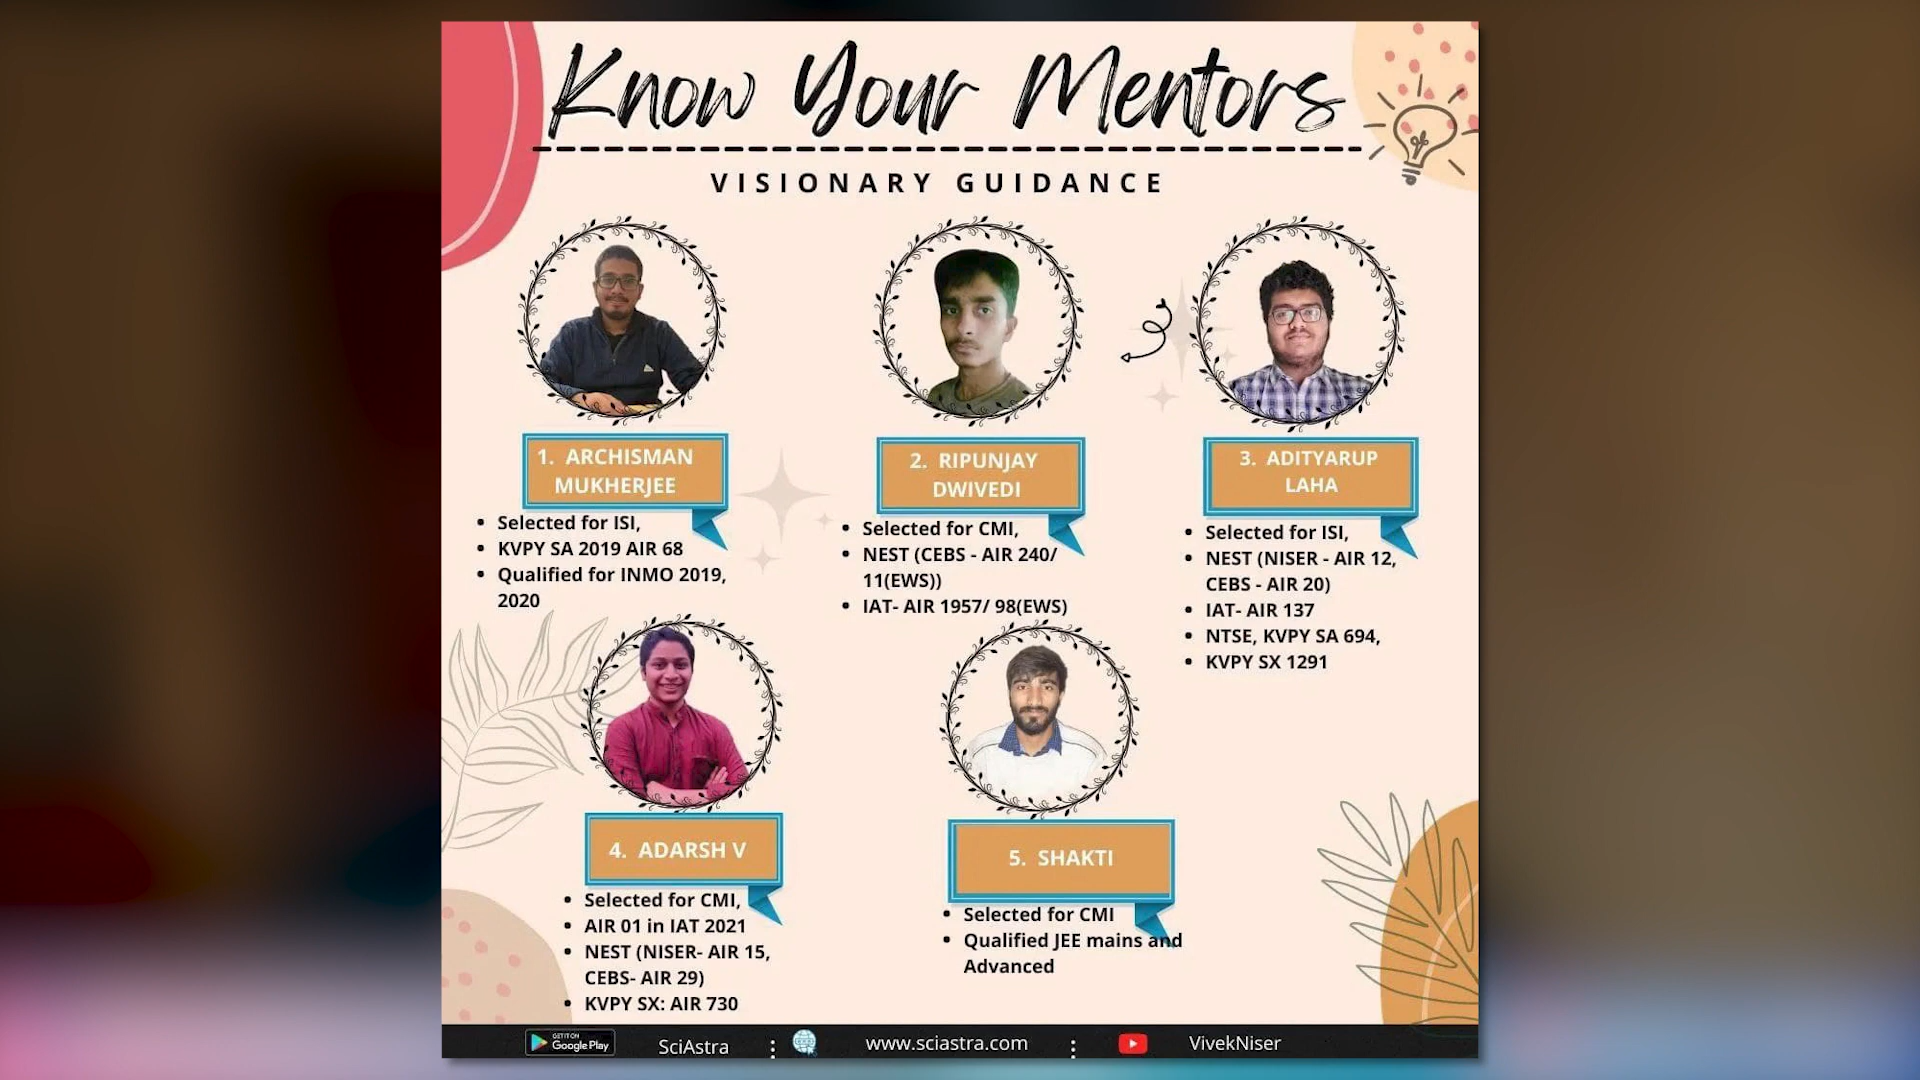 Know Your Mentors
VISIONARY GUIDANCE
1. ARCHISMAN
MUKHERJEE
• Selected for ISI,
• KVPY SA 2019 AIR 68
• Qualified for INMO 2019,
2020
2. RIPUNJAY
DWIVEDI
• Selected for CMI,
• NEST (CEBS - AIR 240/
11(EWS))
• IAT- AIR 1957/ 98(EWS)
3. ADITYARUP
LAHA
• Selected for ISI,
• NEST (NISER - AIR 12,
CEBS - AIR 20)
• IAT- AIR 137
• NTSE, KVPY SA 694,
• KVPY SX 1291
4. ADARSH V
• Selected for CMI,
• AIR 01 in IAT 2021
• NEST (NISER- AIR 15,
CEBS- AIR 29)
• KVPY SX: AIR 730
5. SHAKTI
• Selected for CMI
• Qualified JEE mains and
Advanced
GET IT ON
Google Play
SciAstra
www.sciastra.com
VivekNiser